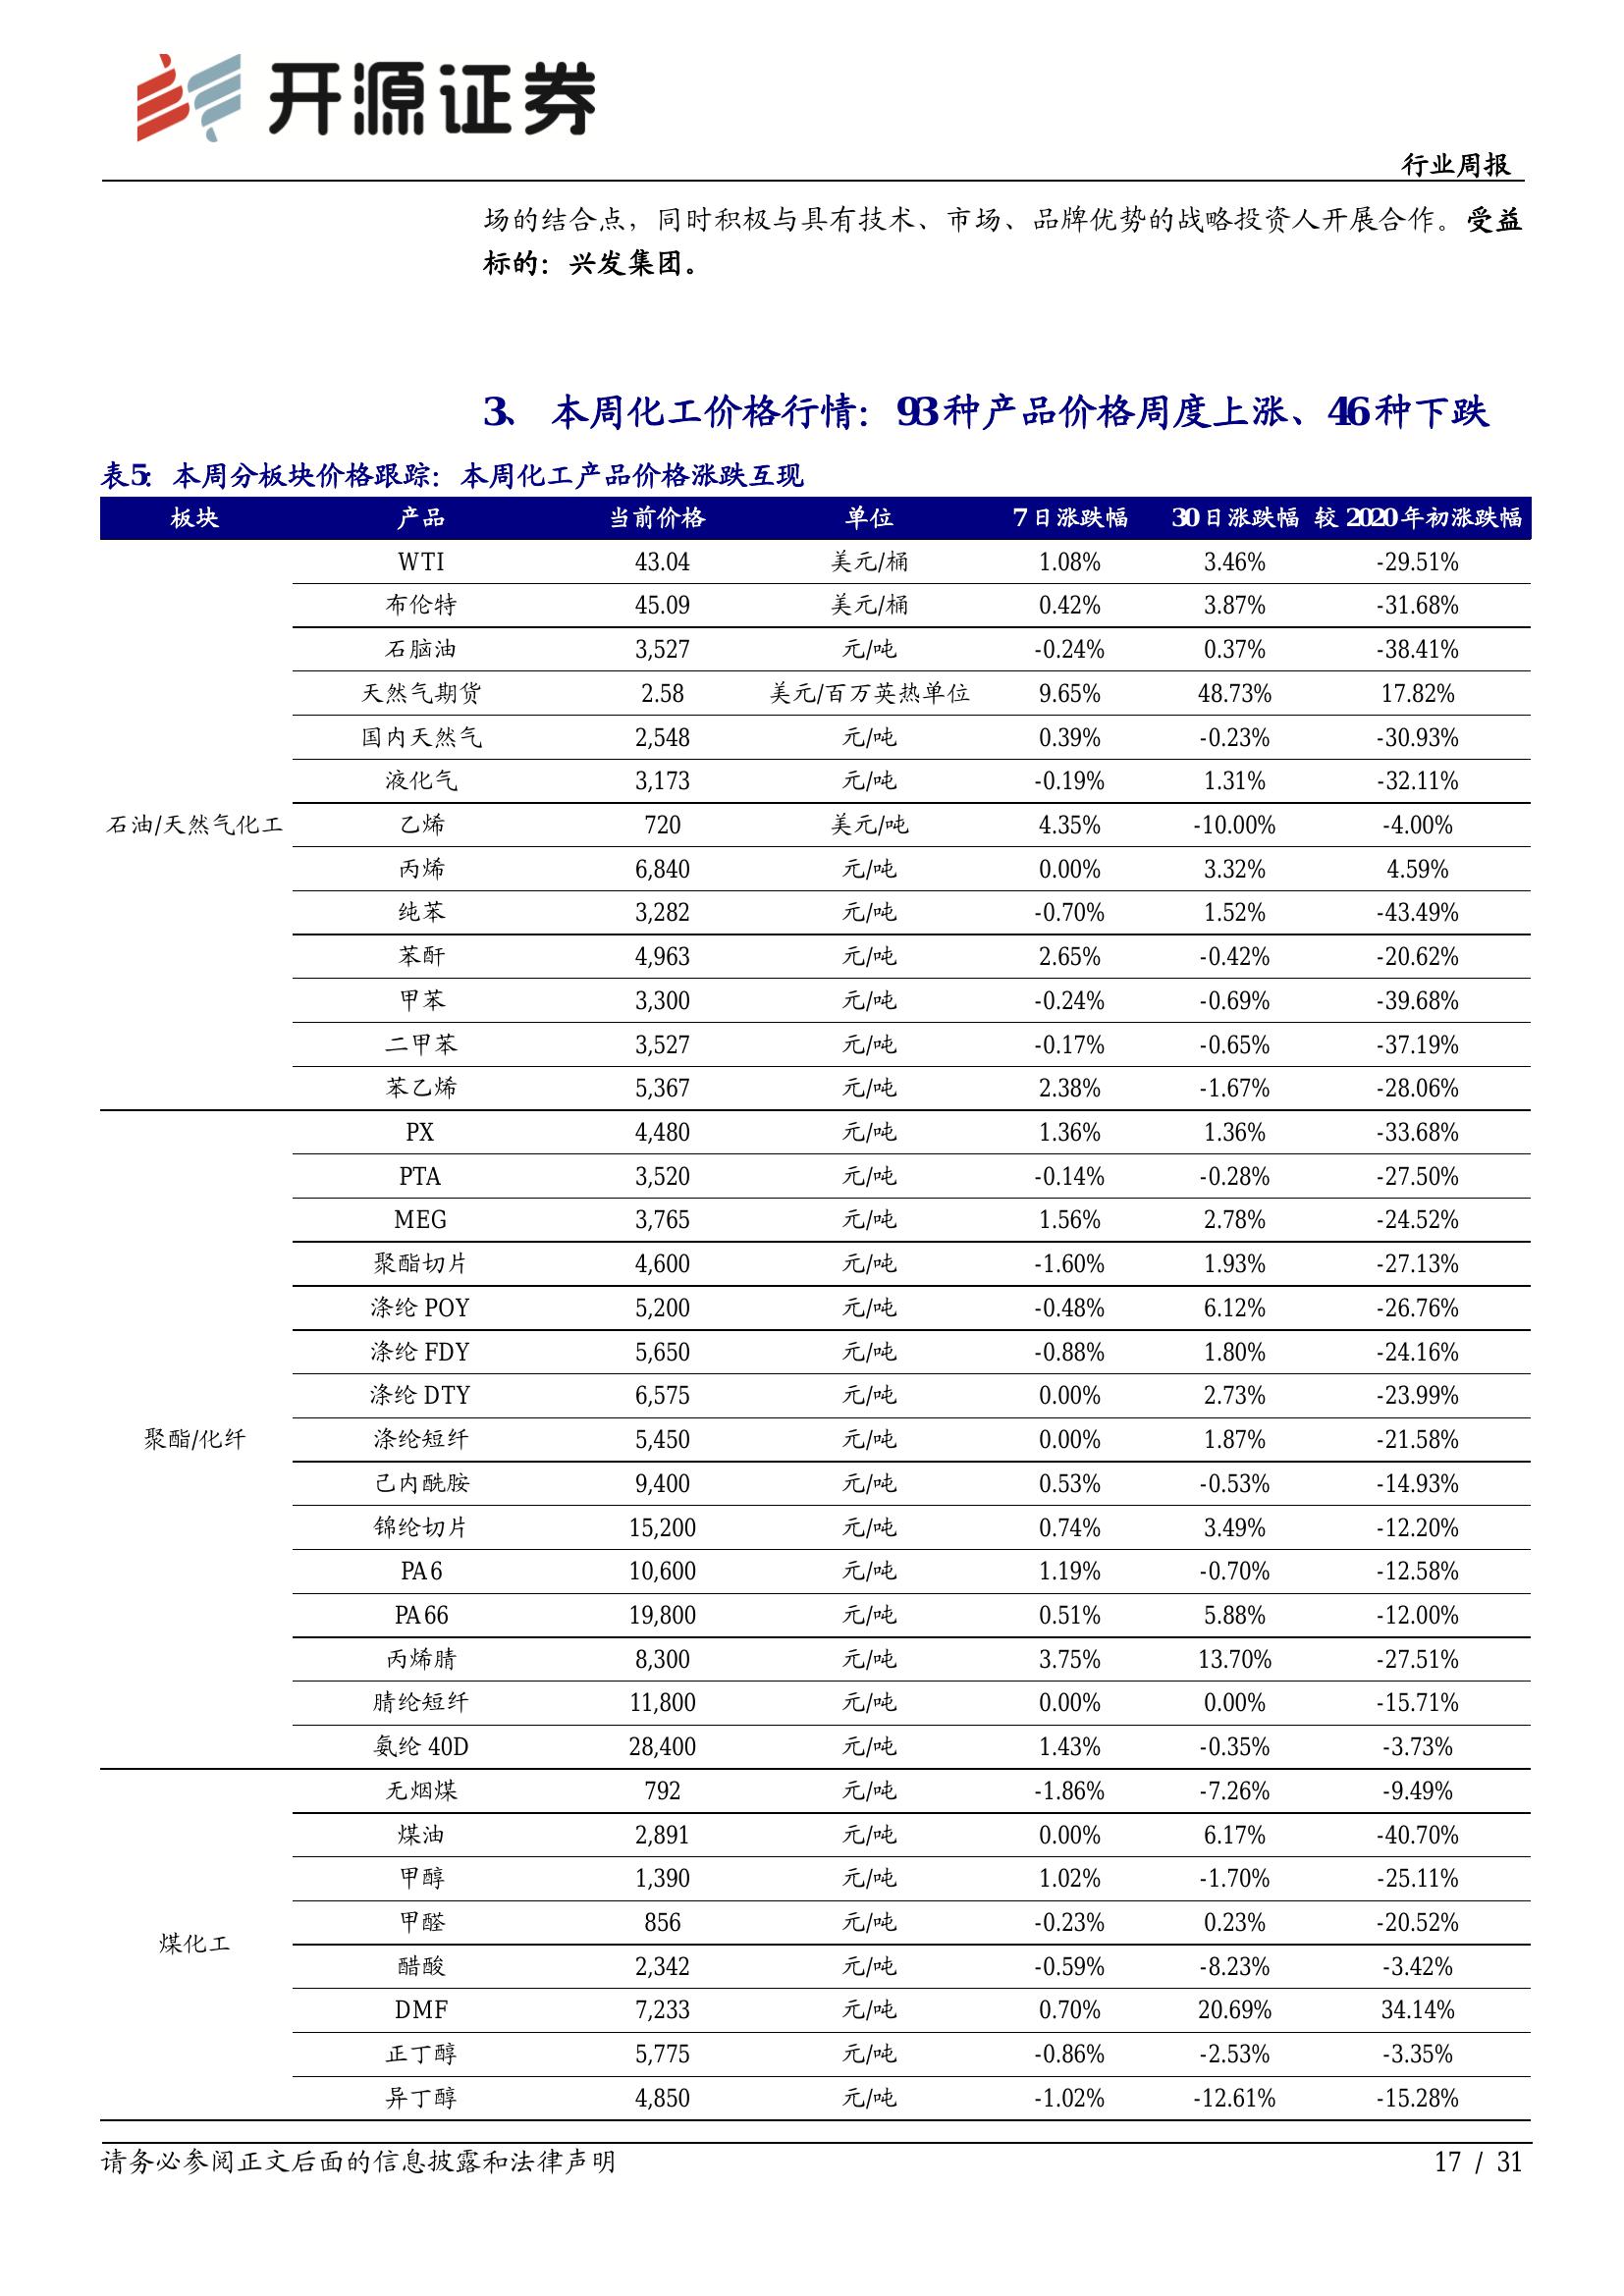 开源证券
行业周报
场的结合点，同时积极与具有技术、市场、品牌优势的战略投资人开展合作。受益
标的：兴发集团。
3、 本周化工价格行情：93 种产品价格周度上涨、46 种下跌
表5：本周分板块价格跟踪：本周化工产品价格涨跌互现
板块 产品 当前价格 单位 7 日涨跌幅 30 日涨跌幅 较 2020 年初涨跌幅
WTI 43.04 美元/桶 1.08% 3.46% -29.51%
布伦特 45.09 美元/桶 0.42% 3.87% -31.68%
石脑油 3,527 元/吨 -0.24% 0.37% -38.41%
天然气期货 2.58 美元/百万英热单位 9.65% 48.73% 17.82%
国内天然气 2,548 元/吨 0.39% -0.23% -30.93%
液化气 3,173 元/吨 -0.19% 1.31% -32.11%
石油/天然气化工 乙烯 720 美元/吨 4.35% -10.00% -4.00%
丙烯 6,840 元/吨 0.00% 3.32% 4.59%
纯苯 3,282 元/吨 -0.70% 1.52% -43.49%
苯酐 4,963 元/吨 2.65% -0.42% -20.62%
甲苯 3,300 元/吨 -0.24% -0.69% -39.68%
二甲苯 3,527 元/吨 -0.17% -0.65% -37.19%
苯乙烯 5,367 元/吨 2.38% -1.67% -28.06%
PX 4,480 元/吨 1.36% 1.36% -33.68%
PTA 3,520 元/吨 -0.14% -0.28% -27.50%
MEG 3,765 元/吨 1.56% 2.78% -24.52%
聚酯切片 4,600 元/吨 -1.60% 1.93% -27.13%
涤纶 POY 5,200 元/吨 -0.48% 6.12% -26.76%
涤纶 FDY 5,650 元/吨 -0.88% 1.80% -24.16%
涤纶 DTY 6,575 元/吨 0.00% 2.73% -23.99%
聚酯/化纤 涤纶短纤 5,450 元/吨 0.00% 1.87% -21.58%
己内酰胺 9,400 元/吨 0.53% -0.53% -14.93%
锦纶切片 15,200 元/吨 0.74% 3.49% -12.20%
PA6 10,600 元/吨 1.19% -0.70% -12.58%
PA66 19,800 元/吨 0.51% 5.88% -12.00%
丙烯腈 8,300 元/吨 3.75% 13.70% -27.51%
腈纶短纤 11,800 元/吨 0.00% 0.00% -15.71%
氨纶 40D 28,400 元/吨 1.43% -0.35% -3.73%
无烟煤 792 元/吨 -1.86% -7.26% -9.49%
煤油 2,891 元/吨 0.00% 6.17% -40.70%
甲醇 1,390 元/吨 1.02% -1.70% -25.11%
甲醛 856 元/吨 -0.23% 0.23% -20.52%
煤化工 醋酸 2,342 元/吨 -0.59% -8.23% -3.42%
DMF 7,233 元/吨 0.70% 20.69% 34.14%
正丁醇 5,775 元/吨 -0.86% -2.53% -3.35%
异丁醇 4,850 元/吨 -1.02% -12.61% -15.28%
请务必参阅正文后面的信息披露和法律声明 17 / 31